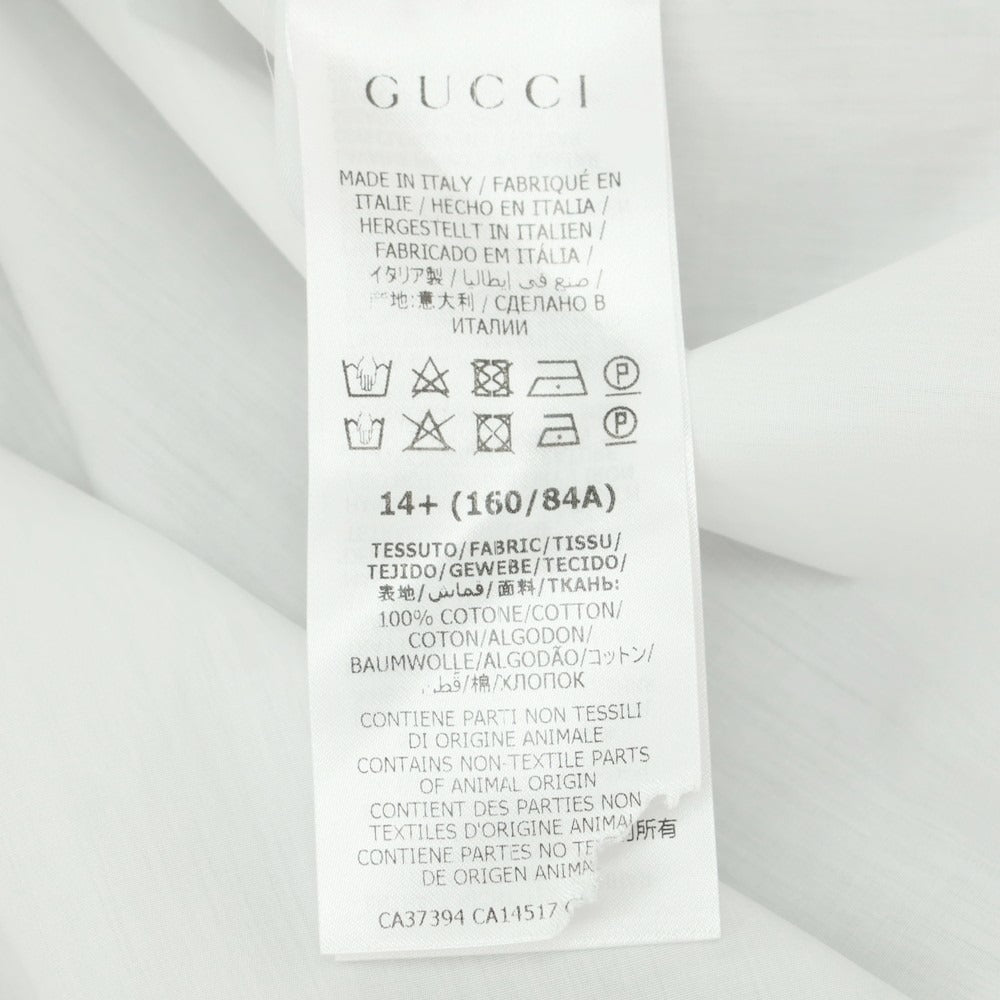 GUCCI
MADE IN ITALY / FABRIQUÉ EN
ITALIE / HECHO EN ITALIA /
HERGESTELLT IN ITALIEN /
FABRICADO EM ITÁLIA /
イタリア製 / صنع في إيطاليا /
地:意大利 / СДЕЛАНО В
ИТАЛИИ
14+ (160/84A)
TESSUTO/FABRIC/TISSU/
TEJIDO/GEWEBE/TECIDO/
表地/قماش/面料/ТКАНЬ:
100% COTONE/COTTON/
COTON/ALGODON/
BAUMWOLLE/ALGODÃO/コットン/
قطن/棉/ХЛОПОК
CONTIENE PARTI NON TESSILI
DI ORIGINE ANIMALE
CONTAINS NON-TEXTILE PARTS
OF ANIMAL ORIGIN
CONTIENT DES PARTIES NON
TEXTILES D'ORIGINE ANIMAL
所有
CONTIENE PARTES NO TE
DE ORIGEN ANIMA
CA37394 CA14517